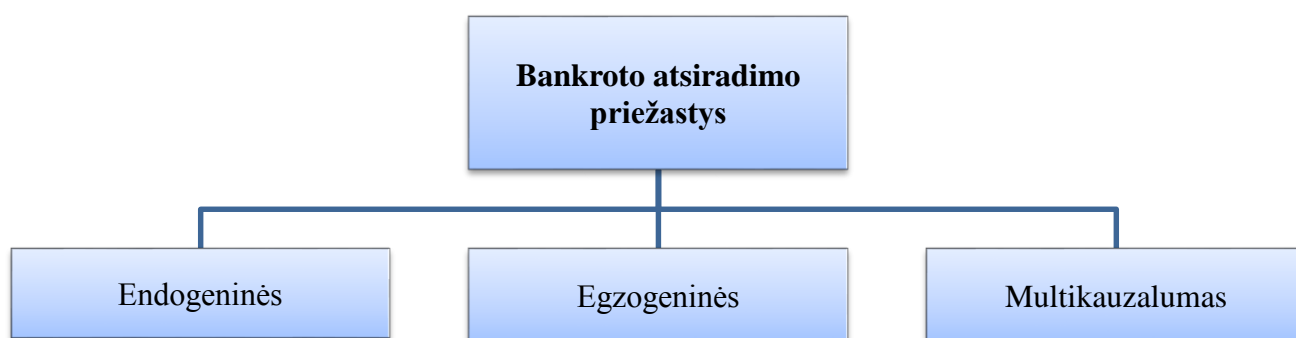 Bankroto atsiradimo
priežastys
Endogeninės
Egzogeninės
Multikauzalumas